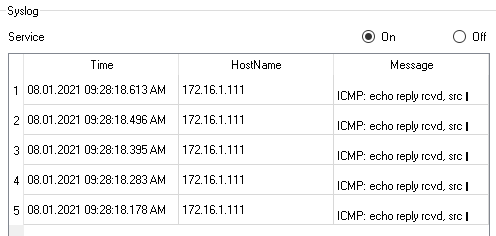 Syslog
Service On Off
Time HostName Message
1 08.01.2021 09:28:18.613 AM 172.16.1.111 ICMP: echo reply rcvd, src
2 08.01.2021 09:28:18.496 AM 172.16.1.111 ICMP: echo reply rcvd, src
3 08.01.2021 09:28:18.395 AM 172.16.1.111 ICMP: echo reply rcvd, src
4 08.01.2021 09:28:18.283 AM 172.16.1.111 ICMP: echo reply rcvd, src
5 08.01.2021 09:28:18.178 AM 172.16.1.111 ICMP: echo reply rcvd, src